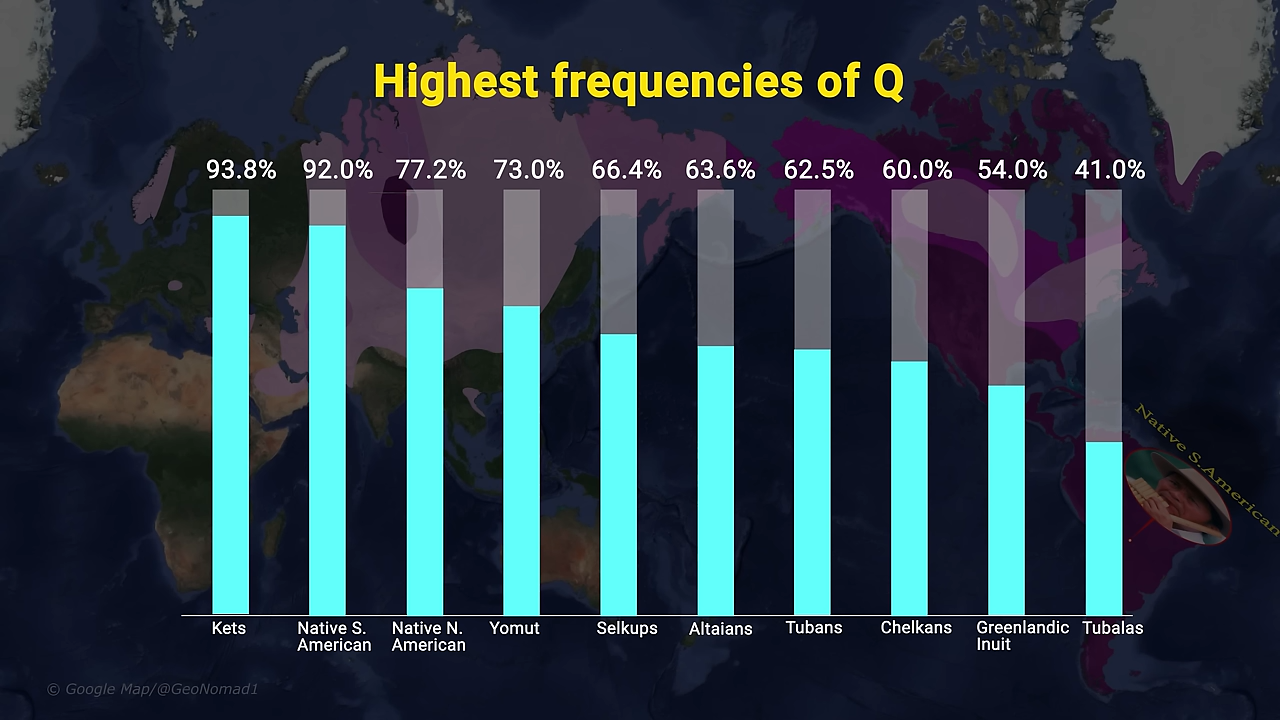 Highest frequencies of Q
93.8% 92.0% 77.2% 73.0% 66.4% 63.6% 62.5% 60.0% 54.0% 41.0%
Native S.American
Kets Native S. Native N. Yomut Selkups Altaians Tubans Chelkans Greenlandic Tubalas
American American Inuit
© Google Map/@GeoNomad1